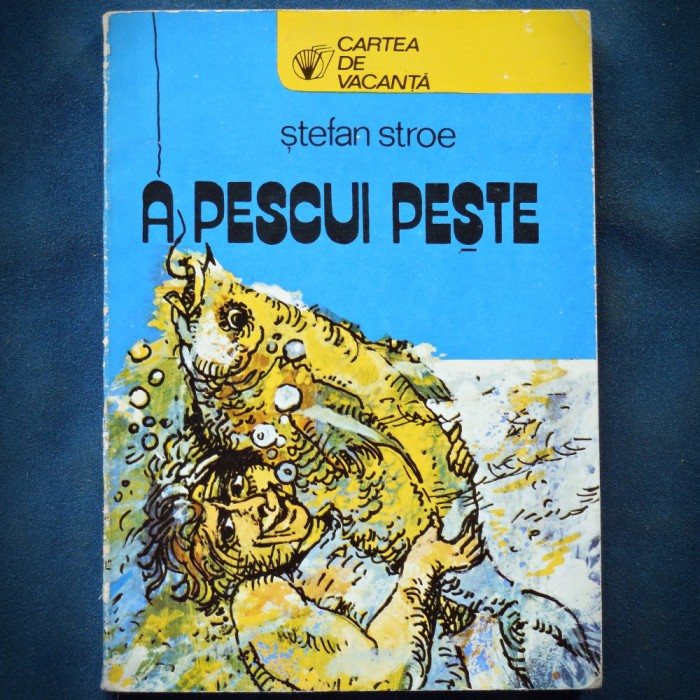 CARTEA
DE
VACANȚĂ
ștefan stroe
A PESCUI PEȘTE